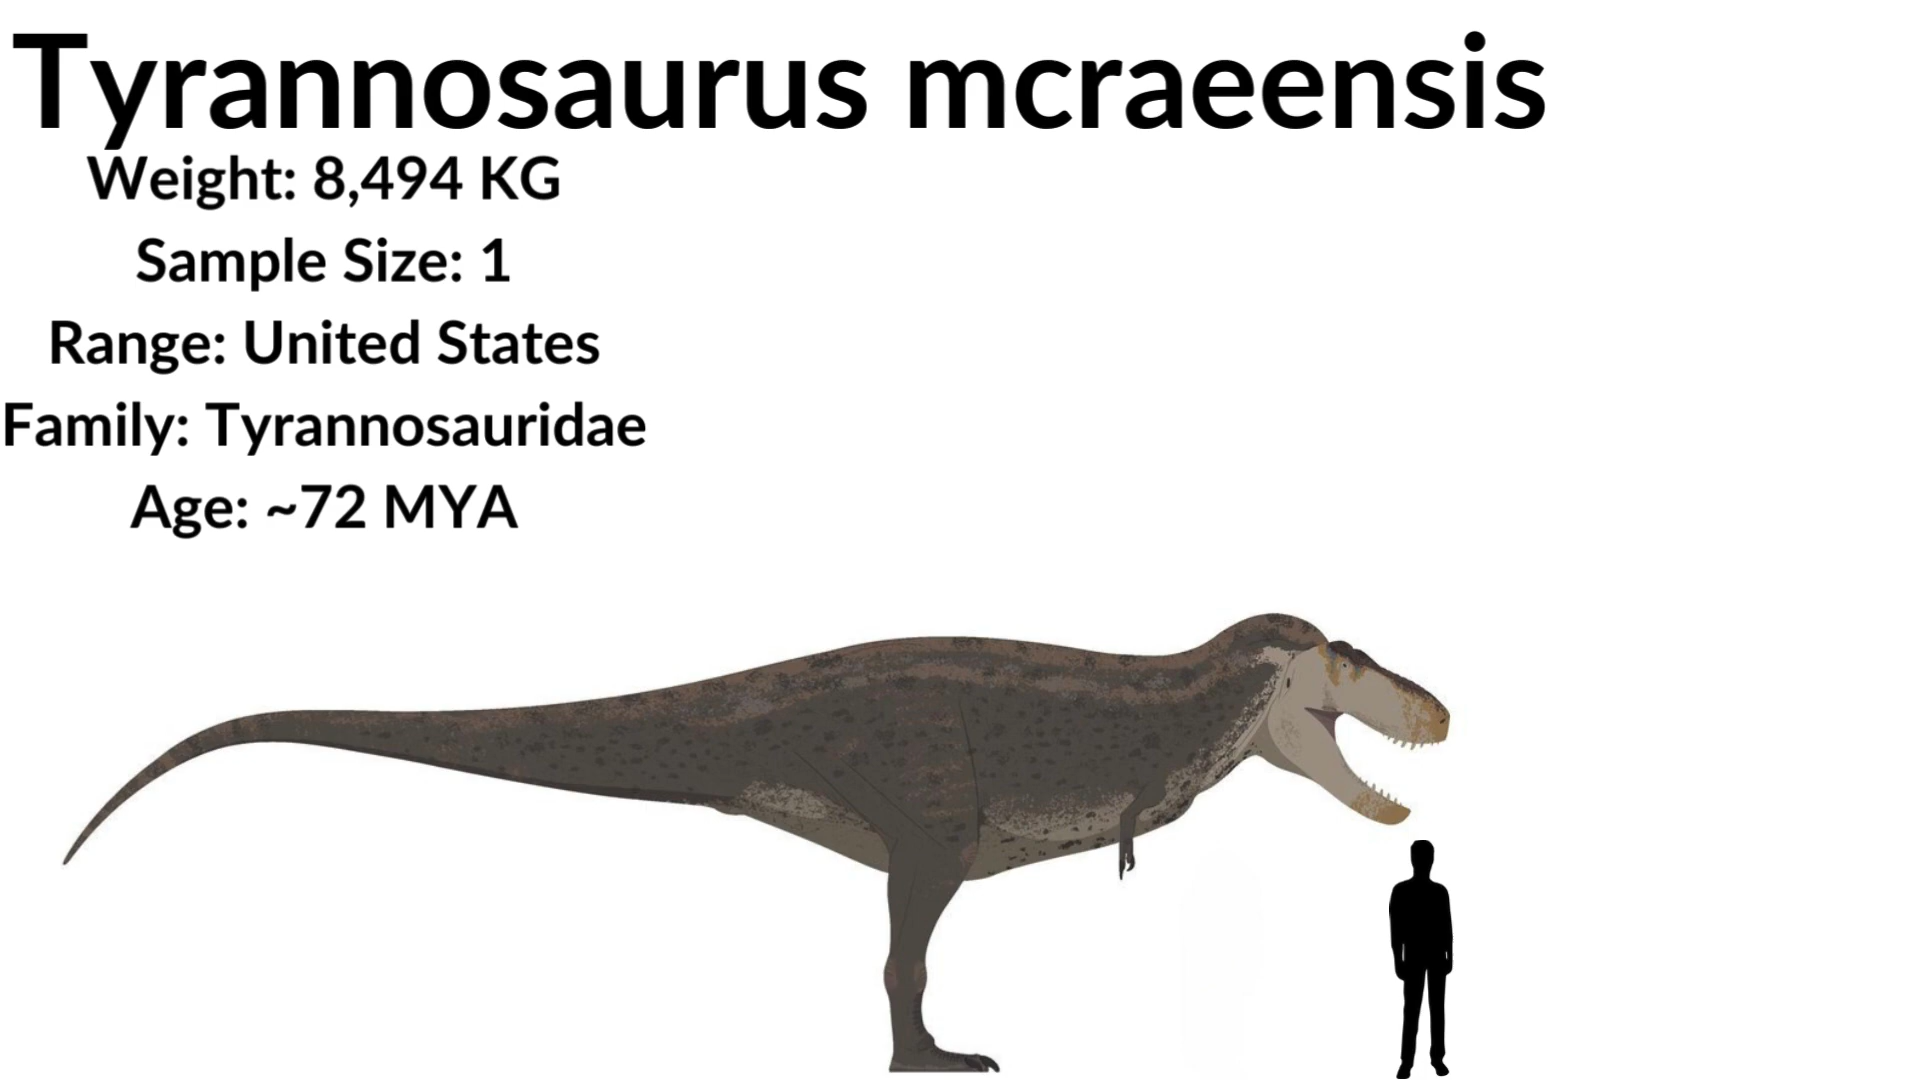 Tyrannosaurus mcraeensis
Weight: 8,494 KG
Sample Size: 1
Range: United States
Family: Tyrannosauridae
Age: ~72 MYA